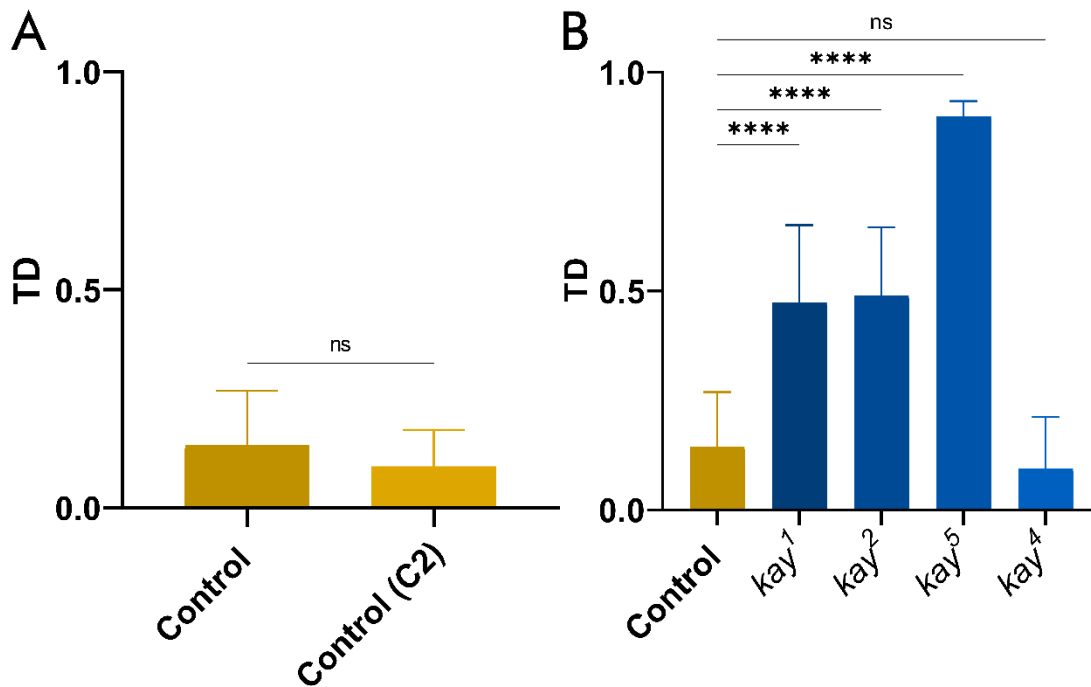 A
TD
1.0
0.5
0.0
ns
Control
Control (C2)
B
TD
1.0
0.5
0.0
ns
****
****
****
Control
kay¹
kay²
kay⁵
kay⁴